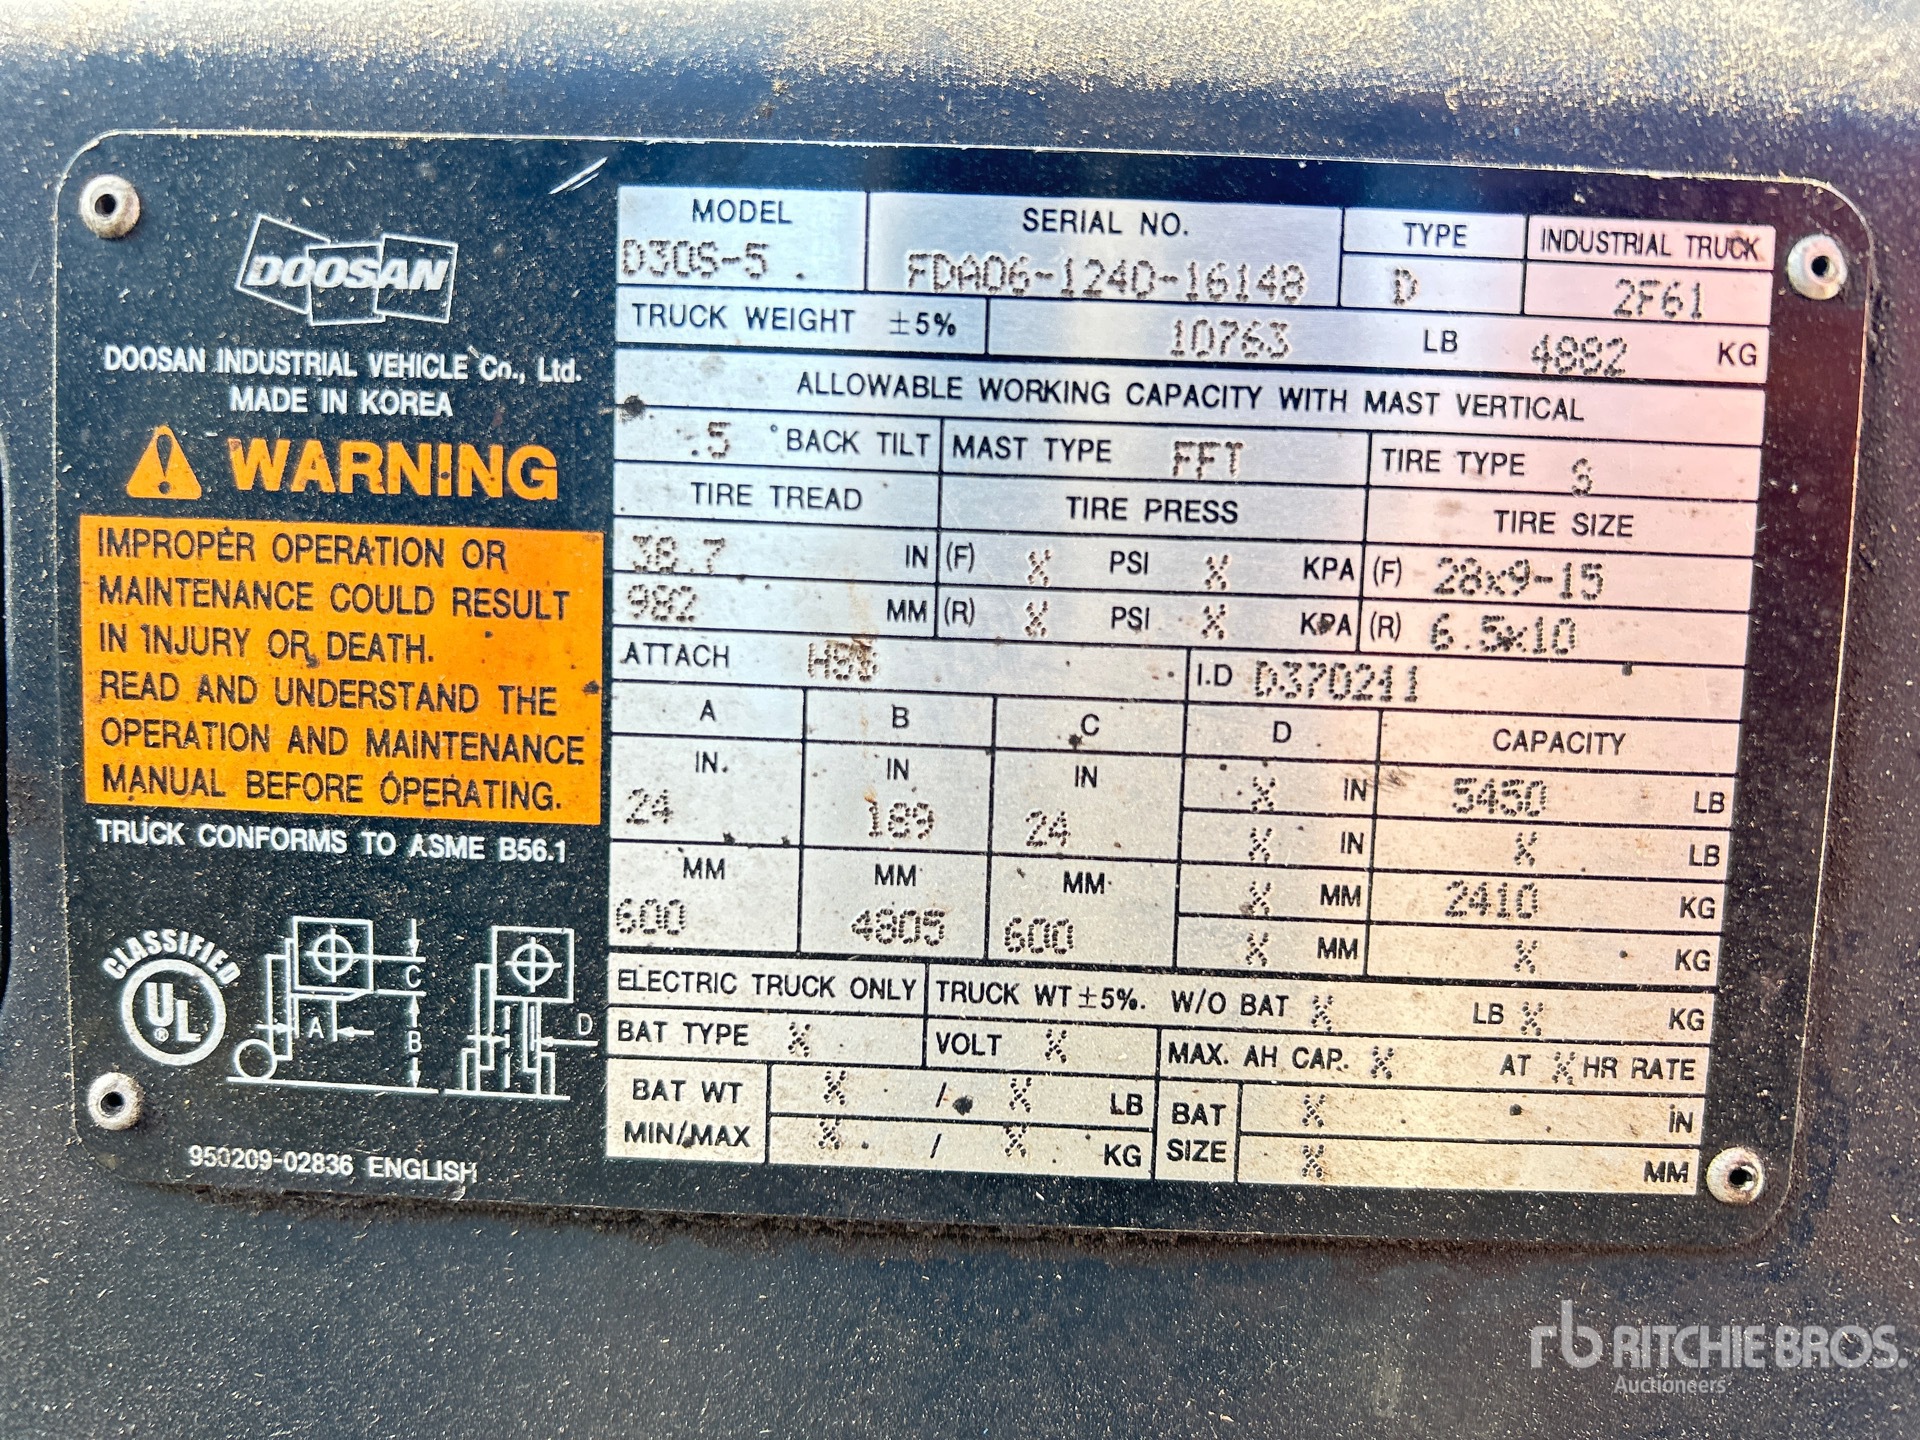 DOOSAN
DOOSAN INDUSTRIAL VEHICLE Co., Ltd.
MADE IN KOREA
WARNING
IMPROPER OPERATION OR
MAINTENANCE COULD RESULT
IN INJURY OR DEATH.
READ AND UNDERSTAND THE
OPERATION AND MAINTENANCE
MANUAL BEFORE OPERATING.
TRUCK CONFORMS TO ASME B56.1
CLASSIFIED
UL
®
C
A
B
D
950209-02836 ENGLISH
MODEL SERIAL NO. TYPE INDUSTRIAL TRUCK
D30S-5 FDA06-1240-16148 D 2F61
TRUCK WEIGHT ±5% 10763 LB 4882 KG
ALLOWABLE WORKING CAPACITY WITH MAST VERTICAL
5 °BACK TILT MAST TYPE FFT TIRE TYPE S
TIRE TREAD TIRE PRESS TIRE SIZE
38.7 IN (F) X PSI X KPA (F) 28x9-15
982 MM (R) X PSI X KPA (R) 6.5x10
ATTACH I.D D370211
A B C D CAPACITY
IN. IN IN X IN 5450 LB
24 189 24 X IN X LB
MM MM MM X MM 2410 KG
600 4805 600 X MM X KG
ELECTRIC TRUCK ONLY TRUCK WT ±5%. W/O BAT X LB X KG
BAT TYPE X VOLT X MAX. AH CAP. X AT X HR RATE
BAT WT X / X LB BAT X IN
MIN/MAX X / X KG SIZE X MM
rb RITCHIE BROS.
Auctioneers